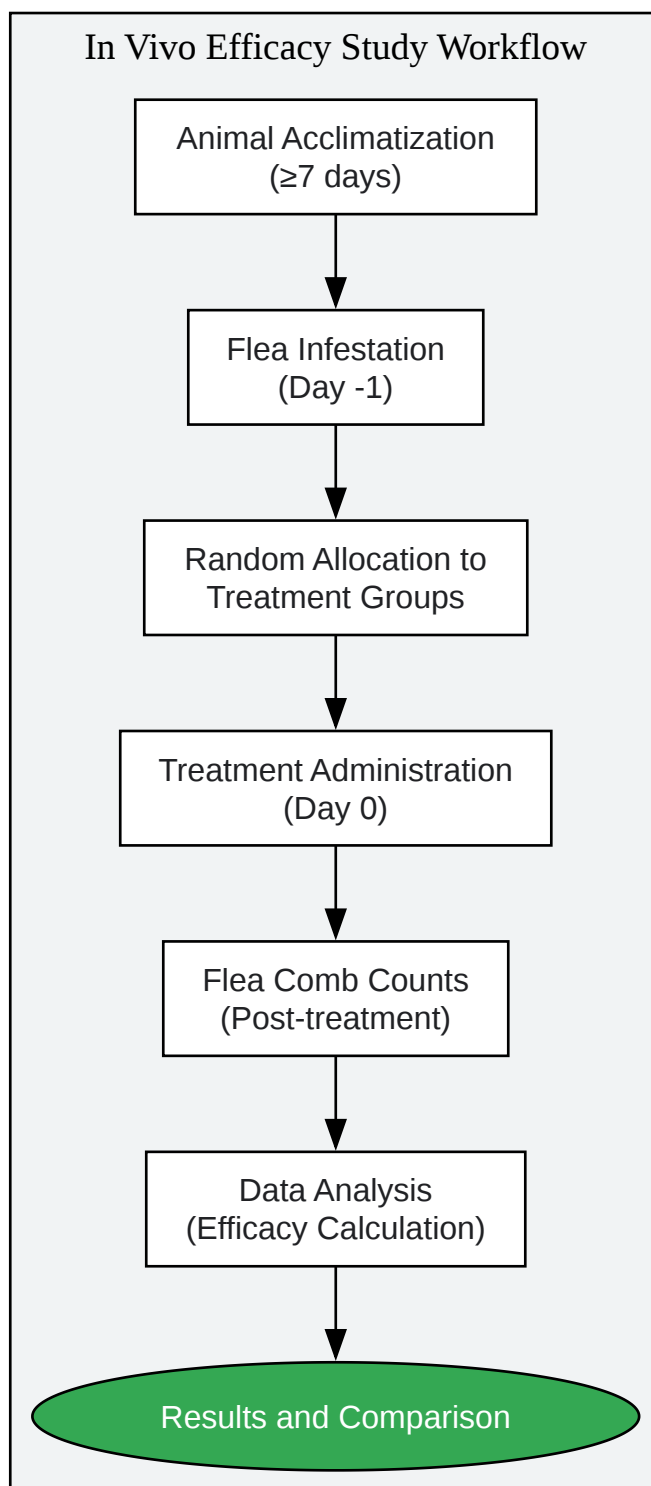 In Vivo Efficacy Study Workflow
Animal Acclimatization
(≥7 days)
Flea Infestation
(Day -1)
Random Allocation to
Treatment Groups
Treatment Administration
(Day 0)
Flea Comb Counts
(Post-treatment)
Data Analysis
(Efficacy Calculation)
Results and Comparison